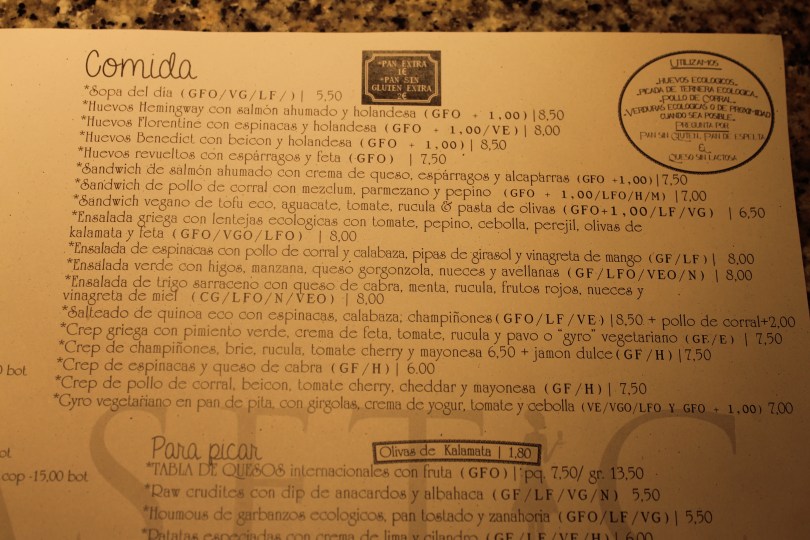 Comida
*PAN EXTRA
1€
*PAN SIN
GLUTEN EXTRA
2€
UTILIZAMOS
-HUEVOS ECOLOGICOS-
-PICADA DE TERNERA ECOLOGICA-
-POLLO DE CORRAL-
-VERDURAS ECOLOGICAS O DE PROXIMIDAD
CUANDO SEA POSIBLE-
PREGUNTA POR
PAN SIN GLUTEN, PAN DE ESPELTA
QUESO SIN LACTOSA
*Sopa del dia (GFO/VG/LF/)| 5,50
*Huevos Hemingway con salmón ahumado y holandesa (GFO + 1,00)|8,50
*Huevos Florentine con espinacas y holandesa (GFO + 1,00/VE) | 8,00
*Huevos Benedict con beicon y holandesa (GFO + 1,00)| 8,50
*Huevos revueltos con espárragos y feta (GFO) | 7,50
*Sandwich de salmón ahumado con crema de queso, espárragos y alcaparras (GFO +1,00)|7,50
*Sandwich de pollo de corral con mezclum, parmezano y pepino (GFO + 1,00/LFO/H/M) |7,00
*Sandwich vegano de tofu eco, aguacate, tomate, rucula & pasta de olivas (GFO+1,00/LF/VG) | 6,50
*Ensalada griega con lentejas ecologicas con tomate, pepino, cebolla, perejil, olivas de
kalamata y feta (GFO/VGO/LFO) | 8,00
*Ensalada de espinacas con pollo de corral y calabaza, pipas de girasol y vinagreta de mango (GF/LF)| 8,00
*Ensalada verde con higos, manzana, queso gorgonzola, nueces y avellanas (GF/LFO/VEO/N) | 8,00
*Ensalada de trigo sarraceno con queso de cabra, menta, rucula, frutos rojos, nueces y
vinagreta de miel (CG/LFO/N/VEO) | 8,00
*Salteado de quinoa eco con espinacas, calabaza, champiñones(GFO/LF/VE)|8,50 + pollo de corral+2,00
*Crep griega con pimiento verde, crema de feta, tomate, rucula y pavo o "gyro" vegetariano (GF/E) | 7,50
*Crep de champiñones, brie, rucula, tomate cherry y mayonesa 6,50 + jamon dulce(GF/H)|7,50
*Crep de espinacas y queso de cabra (GF/H)| 6.00
*Crep de pollo de corral, beicon, tomate cherry, cheddar y mayonesa (GF/H)| 7,50
*Gyro vegetariano en pan de pita, con girgolas, crema de yogur, tomate y cebolla (VE/VGO/LFO Y GFO + 1,00) 7,00
bot
cop -15,00 bot
Para picar
Olivas de Kalamata | 1,80
*TABLA DE QUESOS internacionales con fruta (GFO)| pq. 7,50/ gr. 13,50
*Raw crudites con dip de anacardos y albahaca (GF/LF/VG/N) 5,50
*Houmous de garbanzos ecologicos, pan tostado y zanahoria (GFO/LF/VG)| 5,50
*Patatas especiadas con crema de lima y cilandro (GF/LF/VE/H)| 6,00